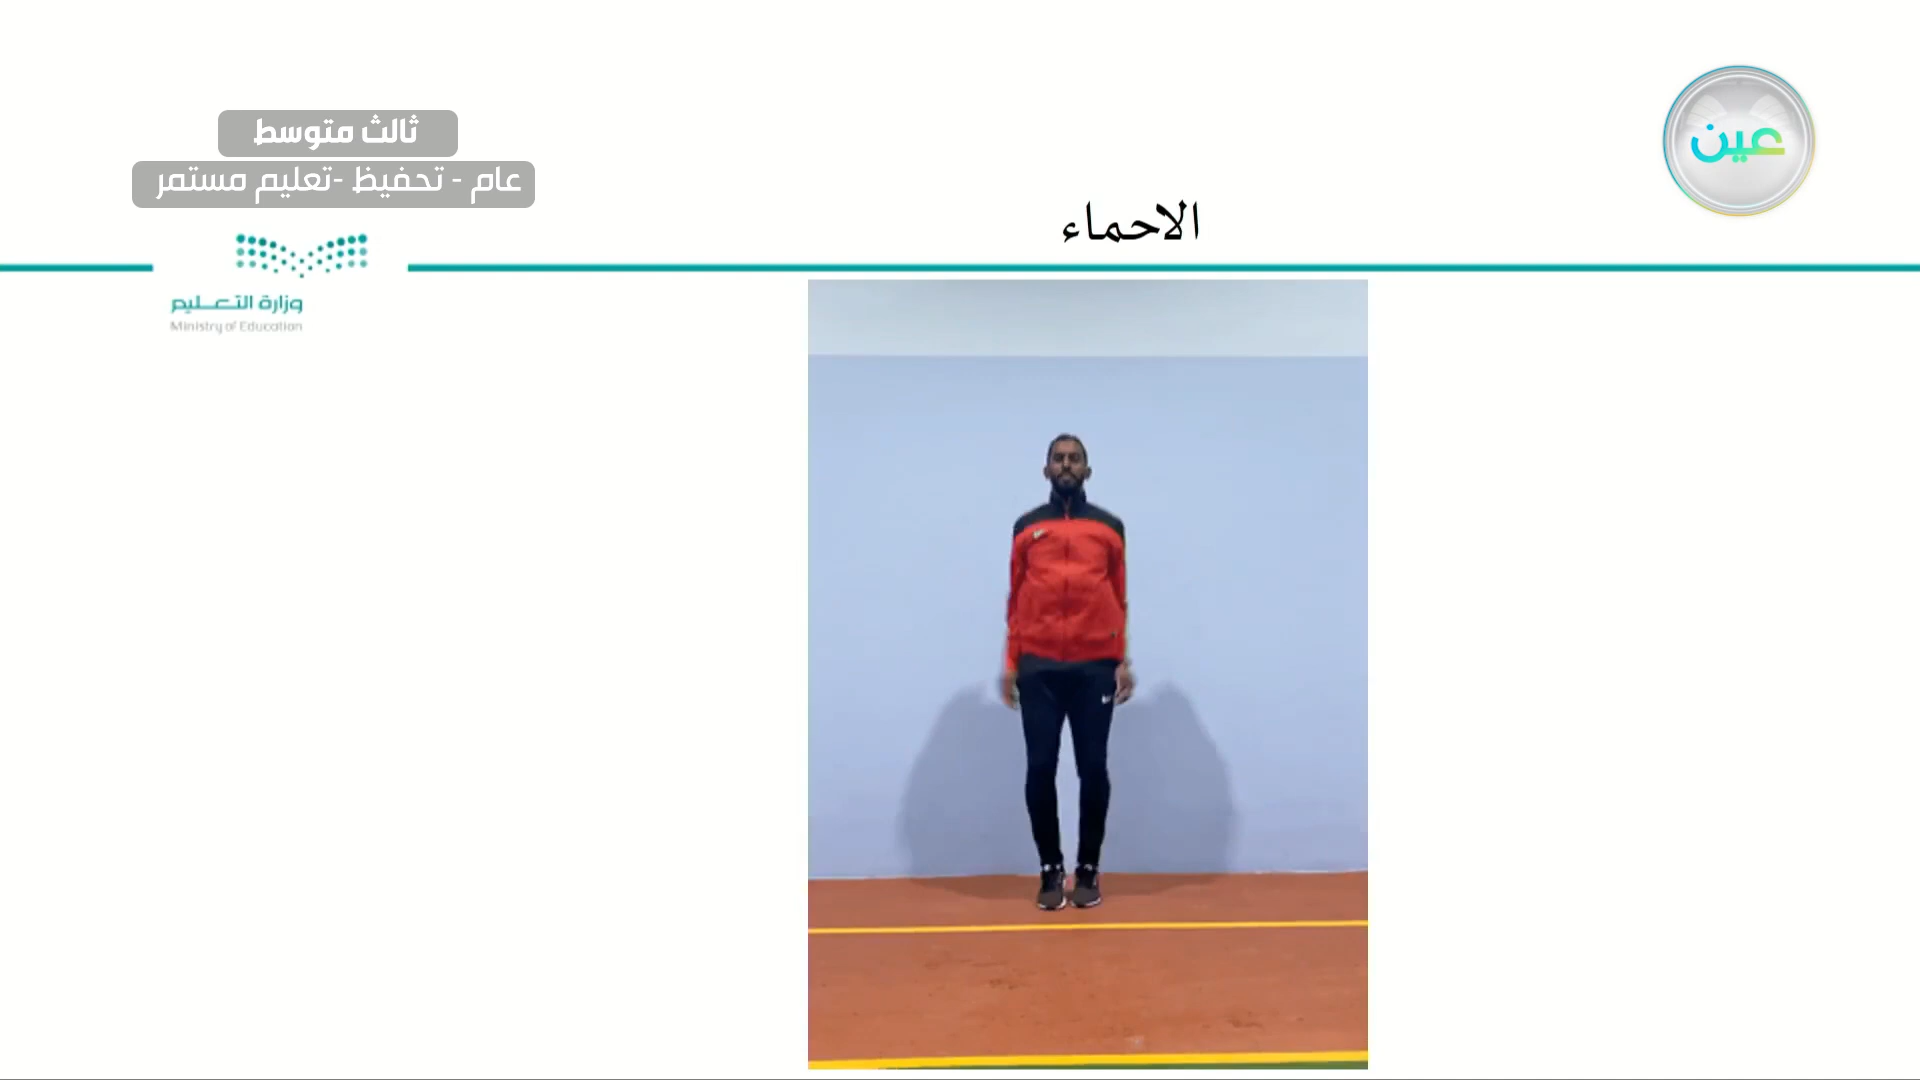 ثالث متوسط
عام - تحفيظ -تعليم مستمر
عين
الاحماء
وزارة التعليم
Ministry of Education